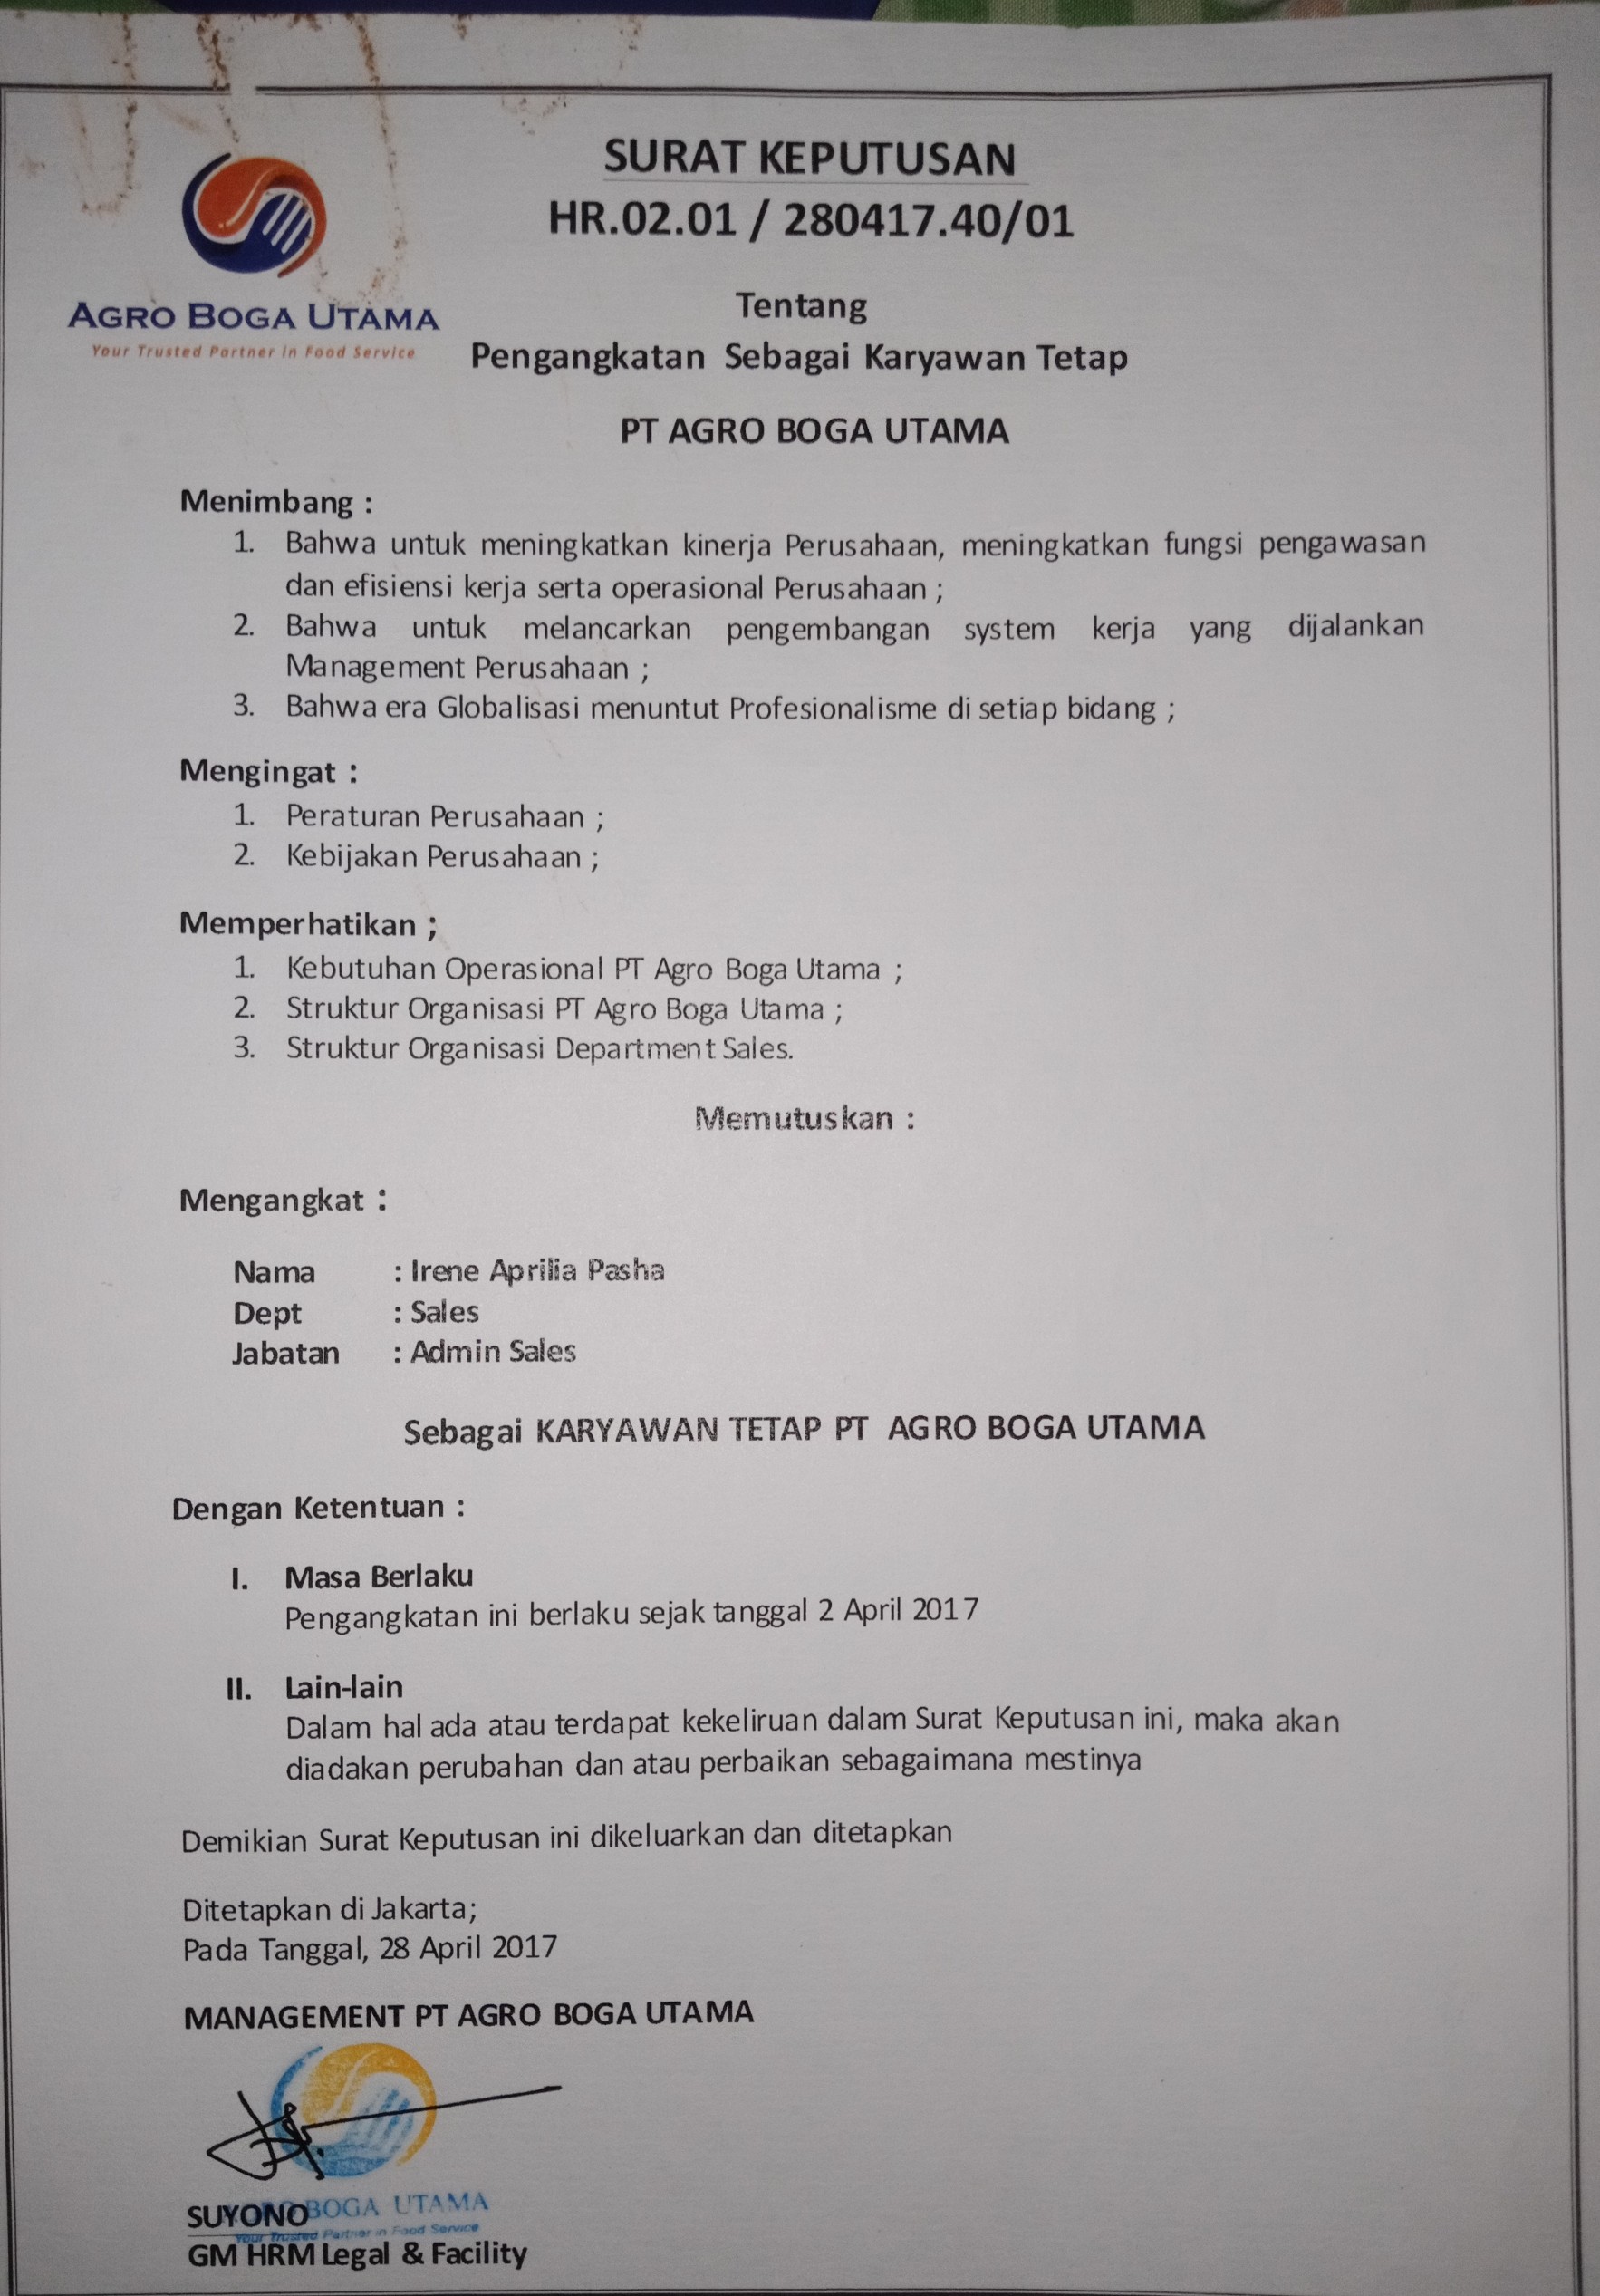 SURAT KEPUTUSAN
HR.02.01 / 280417.40/01
AGRO BOGA UTAMA
Your Trusted Partner in Food Service
Tentang
Pengangkatan Sebagai Karyawan Tetap
PT AGRO BOGA UTAMA
Menimbang :
1. Bahwa untuk meningkatkan kinerja Perusahaan, meningkatkan fungsi pengawasan
dan efisiensi kerja serta operasional Perusahaan ;
2. Bahwa untuk melancarkan pengembangan system kerja yang dijalankan
Management Perusahaan ;
3. Bahwa era Globalisasi menuntut Profesionalisme di setiap bidang ;
Mengingat :
1. Peraturan Perusahaan ;
2. Kebijakan Perusahaan ;
Memperhatikan ;
1. Kebutuhan Operasional PT Agro Boga Utama ;
2. Struktur Organisasi PT Agro Boga Utama ;
3. Struktur Organisasi Department Sales.
Memutuskan :
Mengangkat :
Nama : Irene Aprilia Pasha
Dept : Sales
Jabatan : Admin Sales
Sebagai KARYAWAN TETAP PT AGRO BOGA UTAMA
Dengan Ketentuan :
I. Masa Berlaku
Pengangkatan ini berlaku sejak tanggal 2 April 2017
II. Lain-lain
Dalam hal ada atau terdapat kekeliruan dalam Surat Keputusan ini, maka akan
diadakan perubahan dan atau perbaikan sebagaimana mestinya
Demikian Surat Keputusan ini dikeluarkan dan ditetapkan
Ditetapkan di Jakarta;
Pada Tanggal, 28 April 2017
MANAGEMENT PT AGRO BOGA UTAMA
BOGA UTAMA
SUYONO
Your Trusted Partner in Food Service
GM HRM Legal & Facility